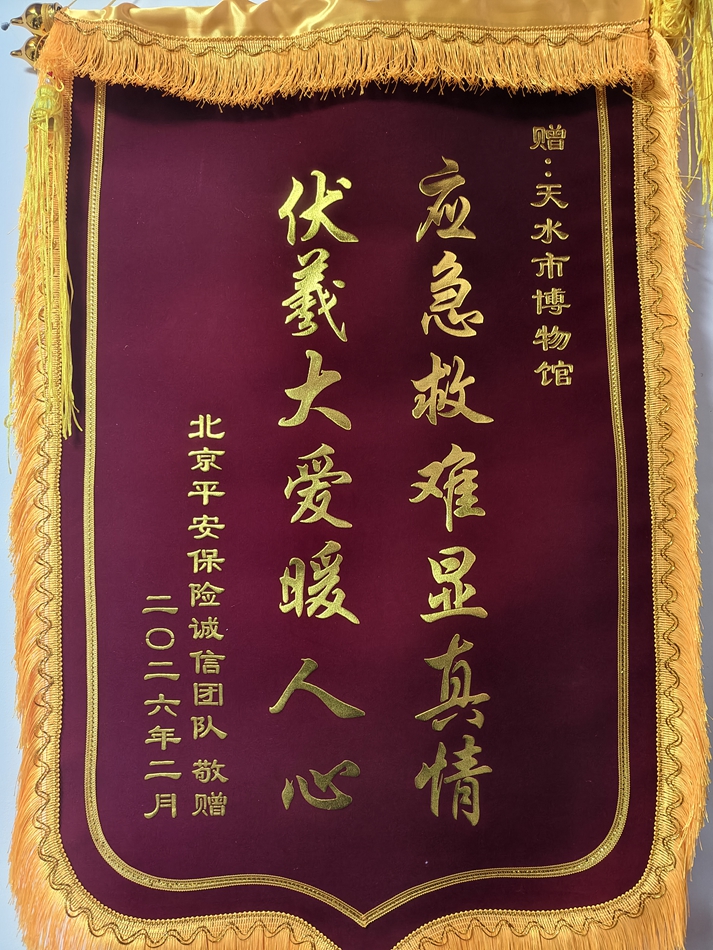 赠：天水市博物馆
应急救难显真情
伏羲大爱暖人心
北京平安保险诚信团队 敬赠
二〇二六年二月